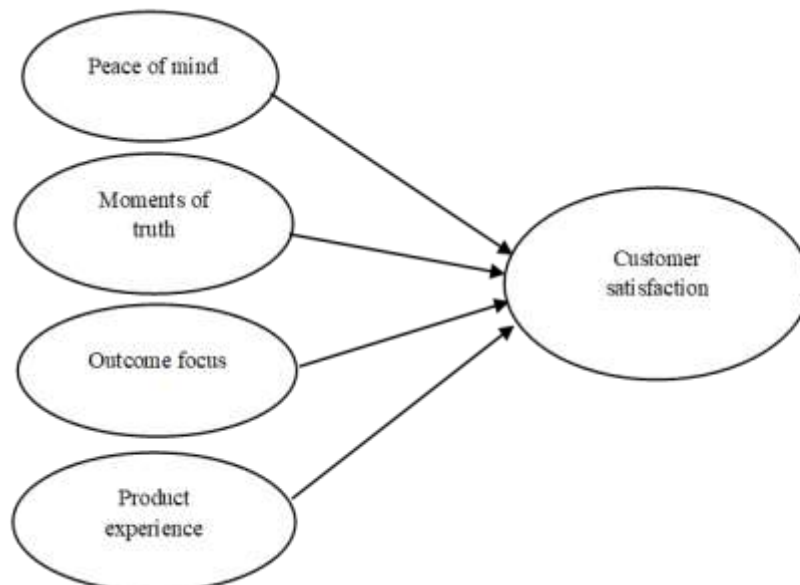 Peace of mind
Moments of
truth
Outcome focus
Product
experience
Customer
satisfaction